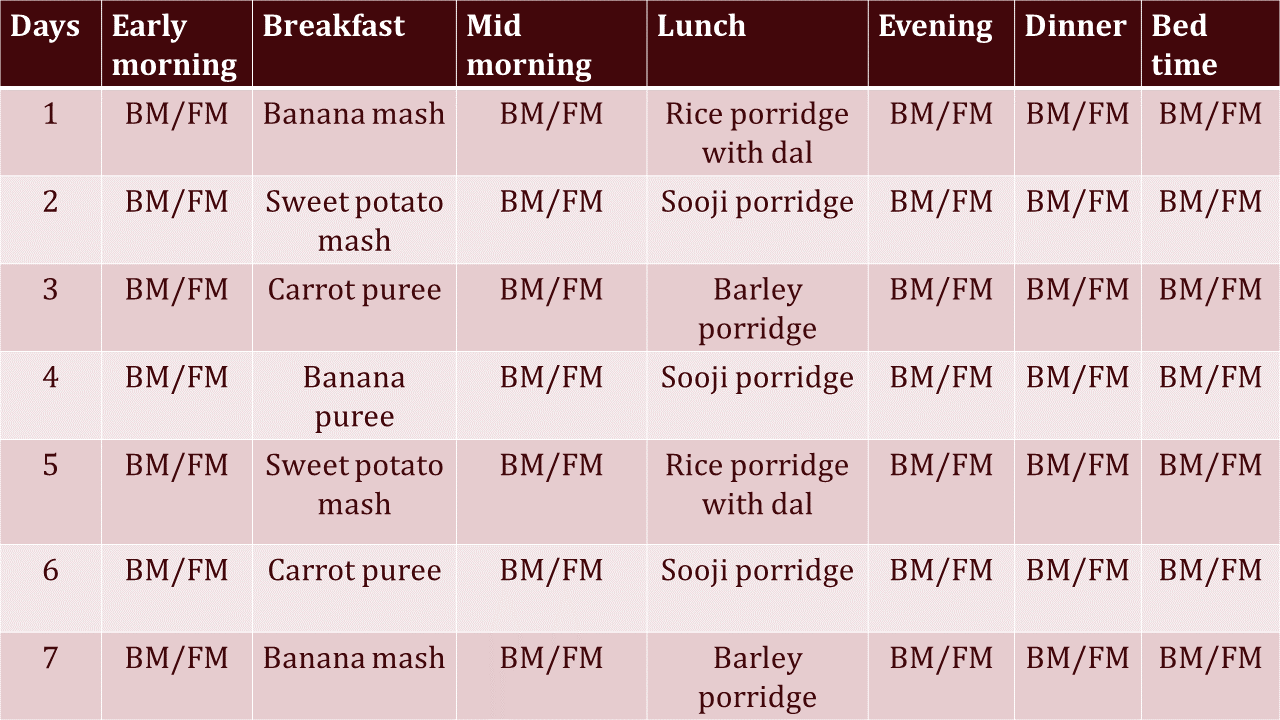 Days Early morning Breakfast Mid morning Lunch Evening Dinner Bed time
1 BM/FM Banana mash BM/FM Rice porridge with dal BM/FM BM/FM BM/FM
2 BM/FM Sweet potato mash BM/FM Sooji porridge BM/FM BM/FM BM/FM
3 BM/FM Carrot puree BM/FM Barley porridge BM/FM BM/FM BM/FM
4 BM/FM Banana puree BM/FM Sooji porridge BM/FM BM/FM BM/FM
5 BM/FM Sweet potato mash BM/FM Rice porridge with dal BM/FM BM/FM BM/FM
6 BM/FM Carrot puree BM/FM Sooji porridge BM/FM BM/FM BM/FM
7 BM/FM Banana mash BM/FM Barley porridge BM/FM BM/FM BM/FM